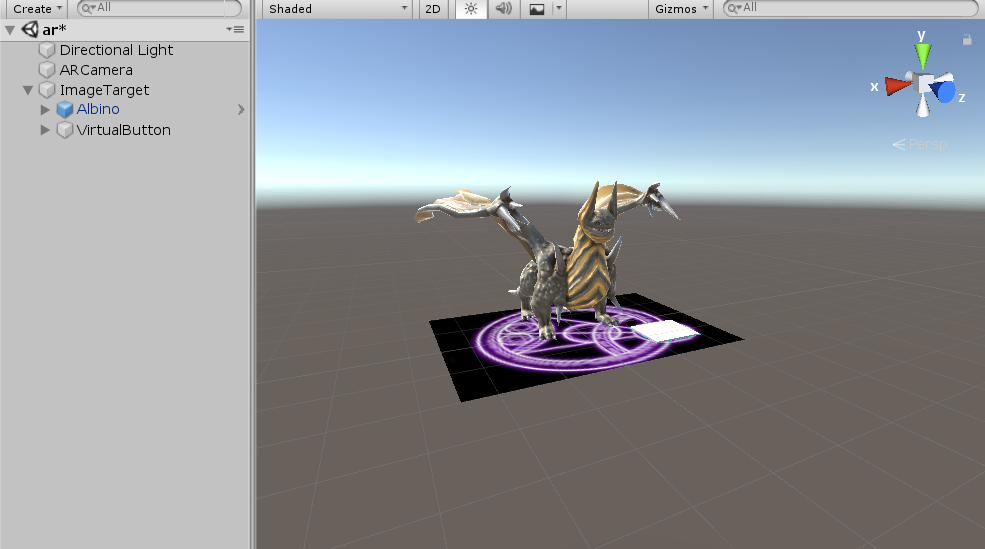 Create All Shaded 2D Gizmos All
ar*
Directional Light
ARCamera
ImageTarget
Albino
VirtualButton
y
x
z
Persp